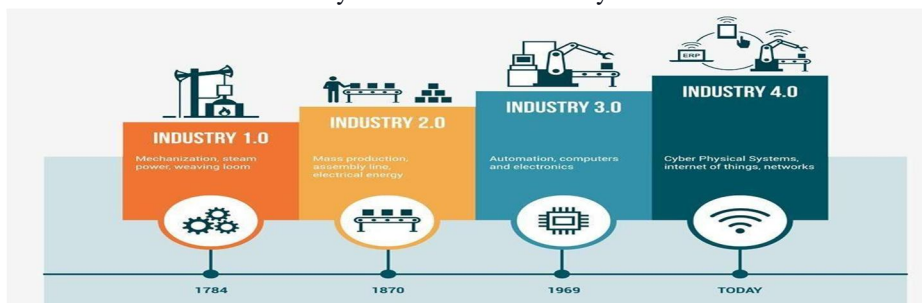 INDUSTRY 1.0
Mechanization, steam
power, weaving loom
INDUSTRY 2.0
Mass production,
assembly line,
electrical energy
INDUSTRY 3.0
Automation, computers
and electronics
ERP
INDUSTRY 4.0
Cyber Physical Systems,
internet of things, networks
1784
1870
1969
TODAY